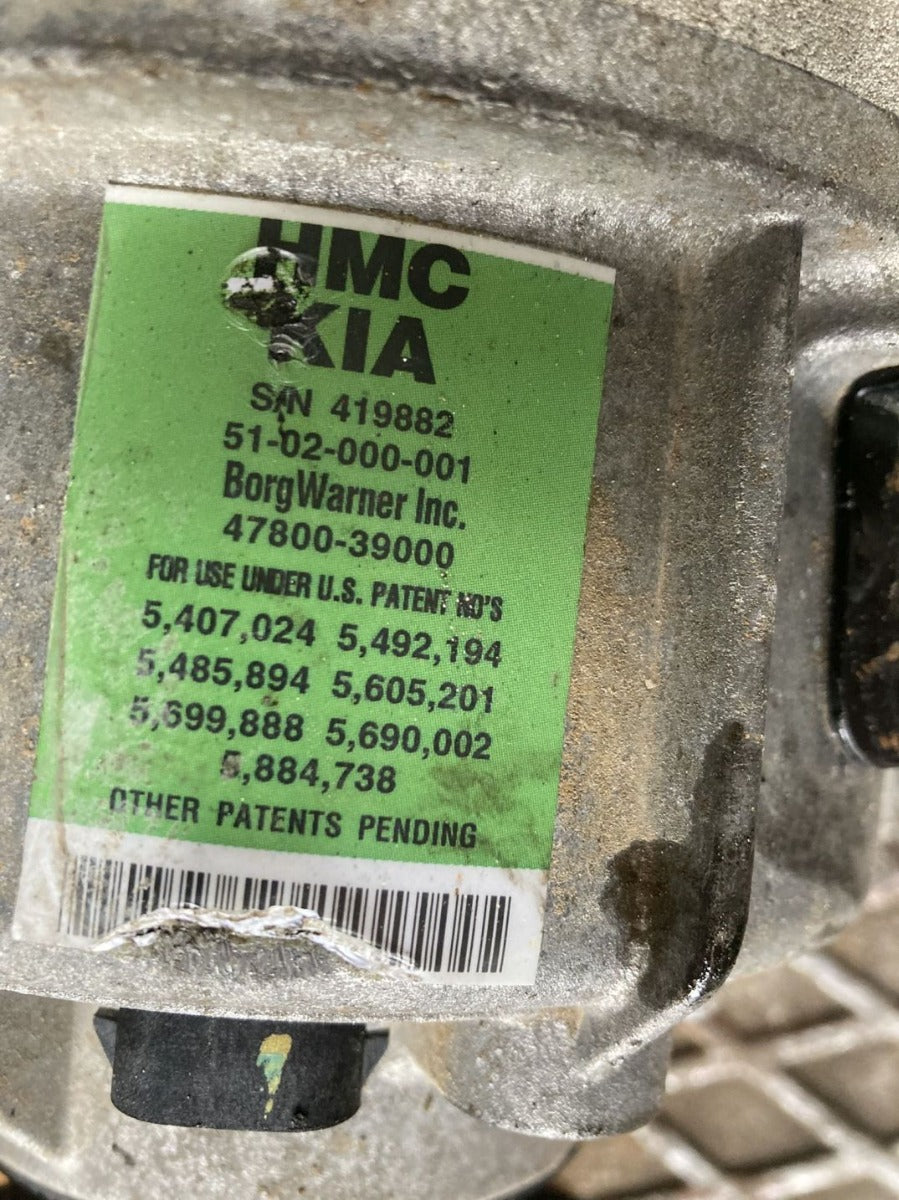 HMC
KIA
S/N 419882
51-02-000-001
BorgWarner Inc.
47800-39000
FOR USE UNDER U.S. PATENT NO'S
5,407,024 5,492,194
5,485,894 5,605,201
5,699,888 5,690,002
5,884,738
OTHER PATENTS PENDING